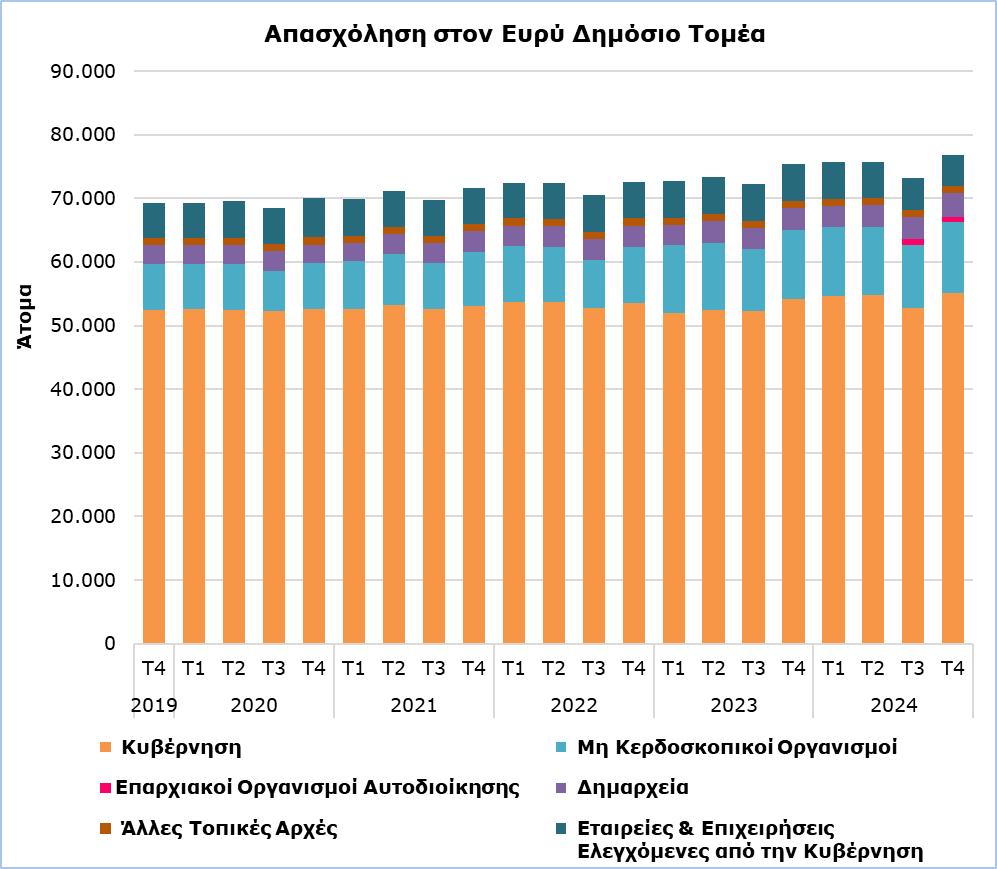 Απασχόληση στον Ευρύ Δημόσιο Τομέα
90.000
80.000
70.000
60.000
50.000
40.000
30.000
20.000
10.000
0
Άτομα
Τ4 Τ1 Τ2 Τ3 Τ4 Τ1 Τ2 Τ3 Τ4 Τ1 Τ2 Τ3 Τ4 Τ1 Τ2 Τ3 Τ4 Τ1 Τ2 Τ3 Τ4
2019 2020 2021 2022 2023 2024
Κυβέρνηση
Μη Κερδοσκοπικοί Οργανισμοί
Επαρχιακοί Οργανισμοί Αυτοδιοίκησης
Δημαρχεία
Άλλες Τοπικές Αρχές
Εταιρείες & Επιχειρήσεις
Ελεγχόμενες από την Κυβέρνηση